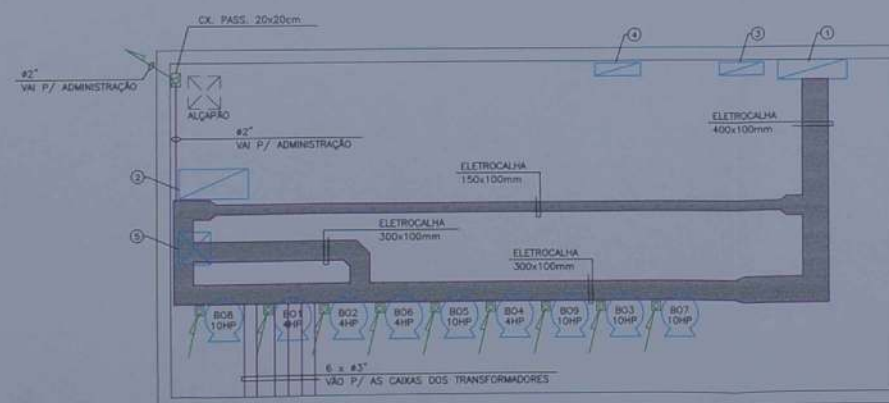 CX. PASS. 20x20cm
ø2"
VAI P/ ADMINISTRAÇÃO
ALÇAPÃO
ø2"
VAI P/ ADMINISTRAÇÃO
4
3
1
ELETROCALHA
400x100mm
2
ELETROCALHA
150x100mm
ELETROCALHA
300x100mm
5
ELETROCALHA
300x100mm
BO8
10HP
BO1
4HP
BO2
4HP
BO6
4HP
BO5
10HP
BO4
4HP
BO9
10HP
BO3
10HP
BO7
10HP
6 x ø3"
VÃO P/ AS CAIXAS DOS TRANSFORMADORES